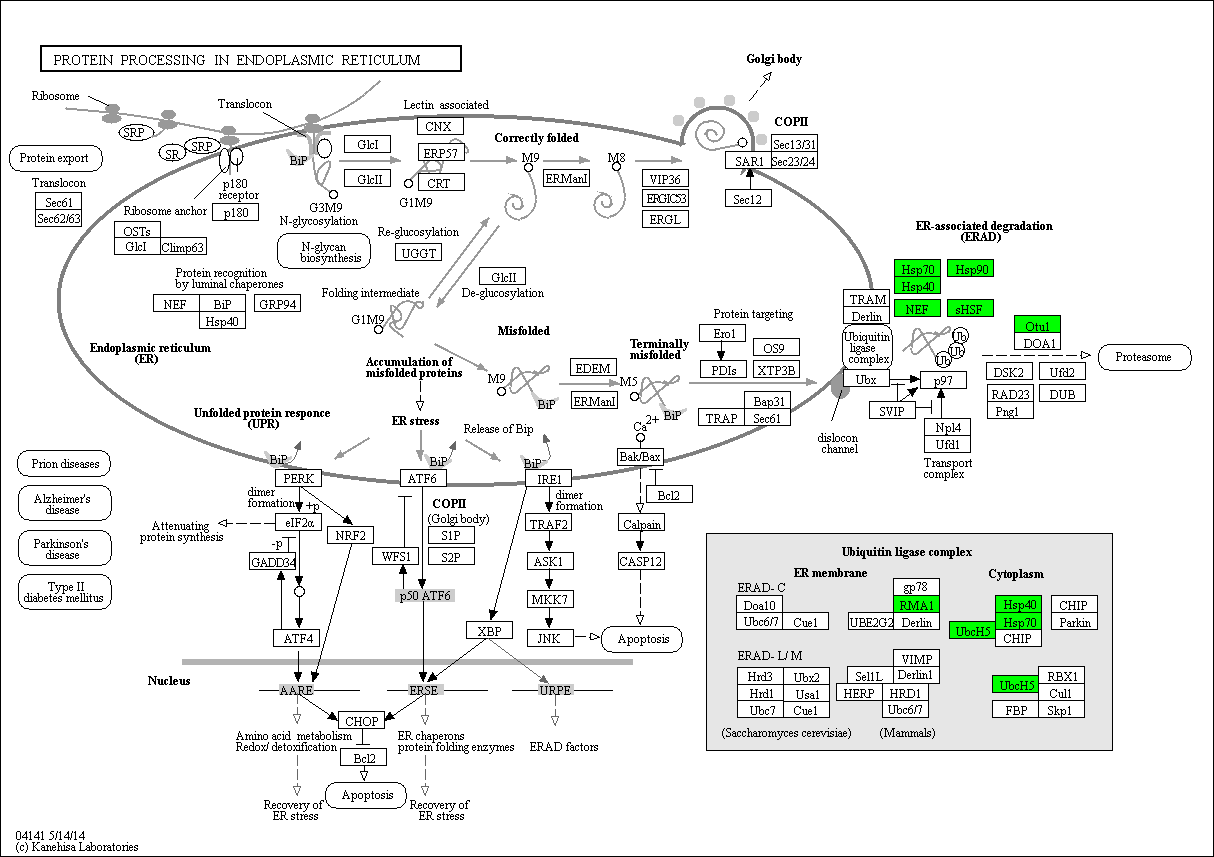 PROTEIN PROCESSING IN ENDOPLASMIC RETICULUM
Golgi body
Ribosome
Translocon
Lectin associated
SRP
SRP
SR
CNX
COPII
GlcI
ERP57
Correctly folded
Sec13/31
SAR1
Sec23/24
Protein export
BiP
M9
M8
GlcII
CRT
ERManI
VIP36
Translocon
p180
receptor
Sec61
Sec62/63
G3M9
N-glycosylation
G1M9
ERGIC53
Sec12
Ribosome anchor
p180
ERGL
OSTs
GlcI
Climp63
N-glycan
biosynthesis
Re-glucosylation
UGGT
ER-associated degradation
(ERAD)
Protein recognition
by luminal chaperones
GlcII
De-glucosylation
Hsp70
Hsp90
Hsp40
NEF
BiP
GRP94
Hsp40
Folding intermediate
G1M9
TRAM
Derlin
NEF
sHSF
Misfolded
Protein targeting
Otu1
DOA1
Endoplasmic reticulum
(ER)
Accumulation of
misfolded proteins
Terminally
misfolded
Ero1
OS9
Ubiquitin
ligase
complex
Ub
Ub
Ub
Proteasome
M9
EDEM
M5
PDIs
XTP3B
Ubx
p97
DSK2
Ufd2
BiP
ERManI
BiP
Bap31
TRAP
Sec61
SVIP
RAD23
DUB
Png1
Unfolded protein responce
(UPR)
ER stress
Release of Bip
Ca2+
dislocon
channel
Npl4
Ufd1
Transport
complex
Prion diseases
BiP
BiP
BiP
Bak/Bax
PERK
ATF6
IRE1
Alzheimer's
disease
dimer
formation
+p
COPII
(Golgi body)
dimer
formation
Bcl2
Attenuating
protein synthesis
eIF2α
NRF2
S1P
TRAF2
Calpain
Parkinson's
disease
-p
GADD34
WFS1
S2P
ASK1
CASP12
Type II
diabetes mellitus
p50 ATF6
MKK7
ATF4
XBP
JNK
Apoptosis
Nucleus
AARE
ERSE
URPE
CHOP
Amino acid metabolism
Redox/ detoxification
ER chaperons
protein folding enzymes
ERAD factors
Bcl2
Apoptosis
Recovery of
ER stress
Recovery of
ER stress
Ubiquitin ligase complex
ER membrane
Cytoplasm
ERAD- C
gp78
Doa10
RMA1
Hsp40
CHIP
Ubc6/7
Cue1
UBE2G2
Derlin
UbcH5
Hsp70
Parkin
CHIP
ERAD- L/ M
VIMP
Hrd3
Ubx2
Sel1L
Derlin1
RBX1
Hrd1
Usa1
HERP
HRD1
UbcH5
Cul1
Ubc7
Cue1
Ubc6/7
FBP
Skp1
(Saccharomyces cerevisiae)
(Mammals)
04141 5/14/14
(c) Kanehisa Laboratories